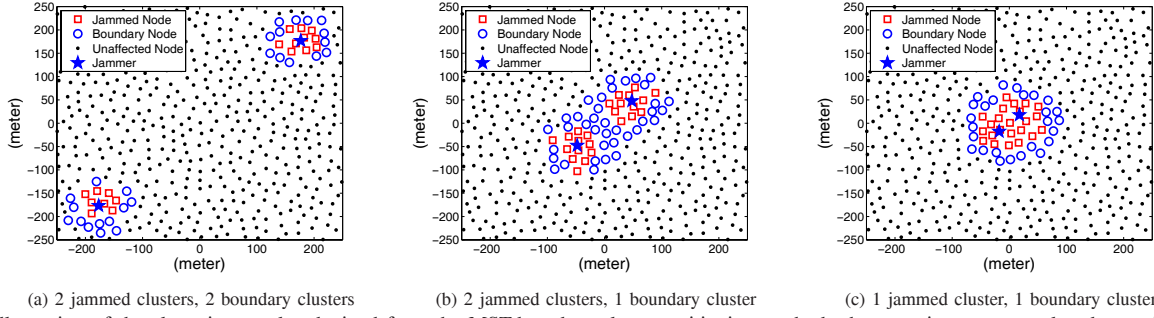 Jammed Node
Boundary Node
Unaffected Node
Jammer
250
200
150
100
50
0
−50
−100
−150
−200
−250
−200 −100 0 100 200
(meter)
(meter)
(a) 2 jammed clusters, 2 boundary clusters
Jammed Node
Boundary Node
Unaffected Node
Jammer
250
200
150
100
50
0
−50
−100
−150
−200
−250
−200 −100 0 100 200
(meter)
(meter)
(b) 2 jammed clusters, 1 boundary cluster
Jammed Node
Boundary Node
Unaffected Node
Jammer
250
200
150
100
50
0
−50
−100
−150
−200
−250
−200 −100 0 100 200
(meter)
(meter)
(c) 1 jammed cluster, 1 boundary cluster